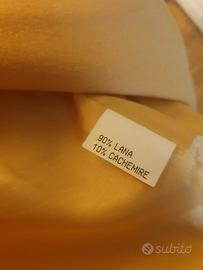 90% LANA
10% CACHEMIRE
subito